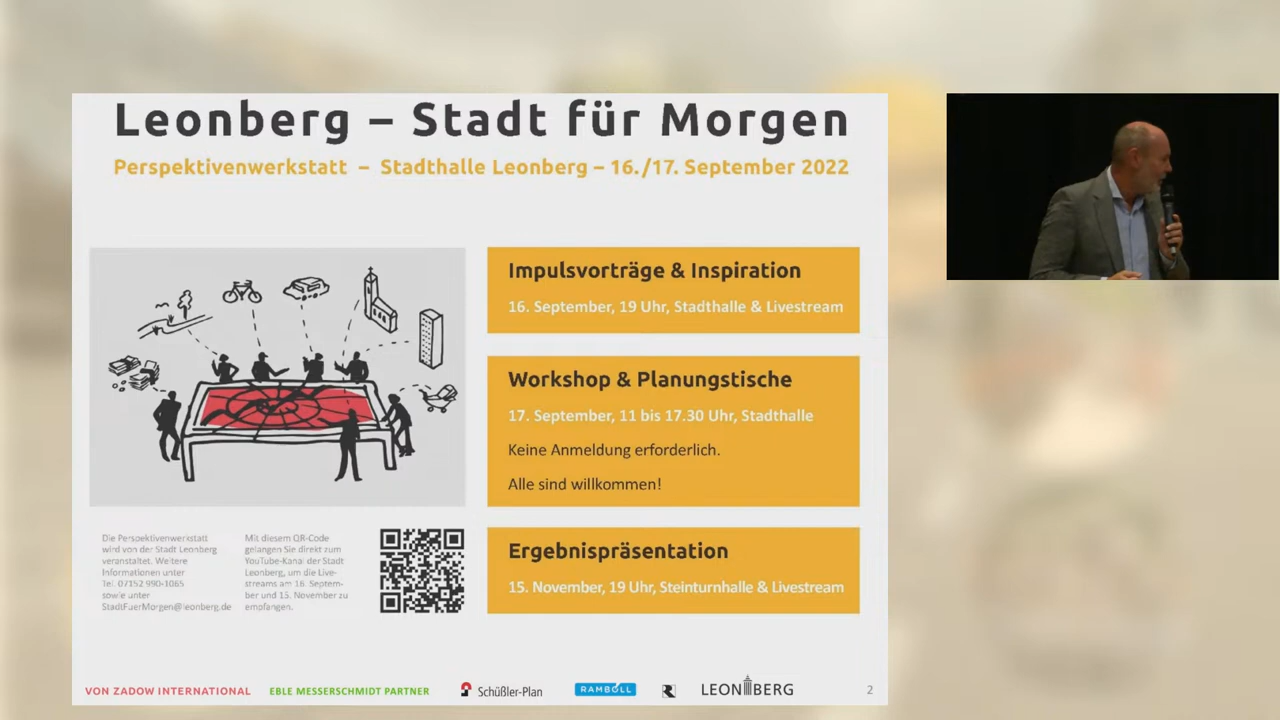 Leonberg – Stadt für Morgen
Perspektivenwerkstatt – Stadthalle Leonberg – 16./17. September 2022
Impulsvorträge & Inspiration
16. September, 19 Uhr, Stadthalle & Livestream
Workshop & Planungstische
17. September, 11 bis 17.30 Uhr, Stadthalle
Keine Anmeldung erforderlich.
Alle sind willkommen!
Die Perspektivenwerkstatt
wird von der Stadt Leonberg
veranstaltet. Weitere
Informationen unter
Tel. 07152 990-1065
sowie unter
StadtFuerMorgen@leonberg.de
Mit diesem QR-Code
gelangen Sie direkt zum
YouTube-Kanal der Stadt
Leonberg, um die Live-
streams am 16. Septem-
ber und 15. November zu
empfangen.
Ergebnispräsentation
15. November, 19 Uhr, Steinturnhalle & Livestream
VON ZADOW INTERNATIONAL
EBLE MESSERSCHMIDT PARTNER
Schüßler-Plan
RAMBOLL
LEONBERG
2